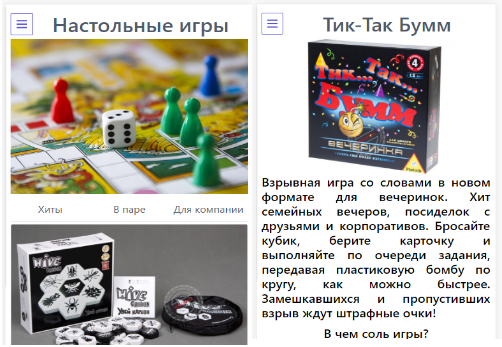 Настольные игры
Хиты
В паре
Для компании
HIVE
Тик-Так Бумм
4
Тик...
Так...
БУММ
ВЕЧЕРИНКА
Piatnik
Взрывная игра со словами в новом
формате для вечеринок. Хит
семейных вечеров, посиделок с
друзьями и корпоративов. Бросайте
кубик, берите карточку и
выполняйте по очереди задания,
передавая пластиковую бомбу по
кругу, как можно быстрее.
Замешкавшихся и пропустивших
взрыв ждут штрафные очки!
В чем соль игры?